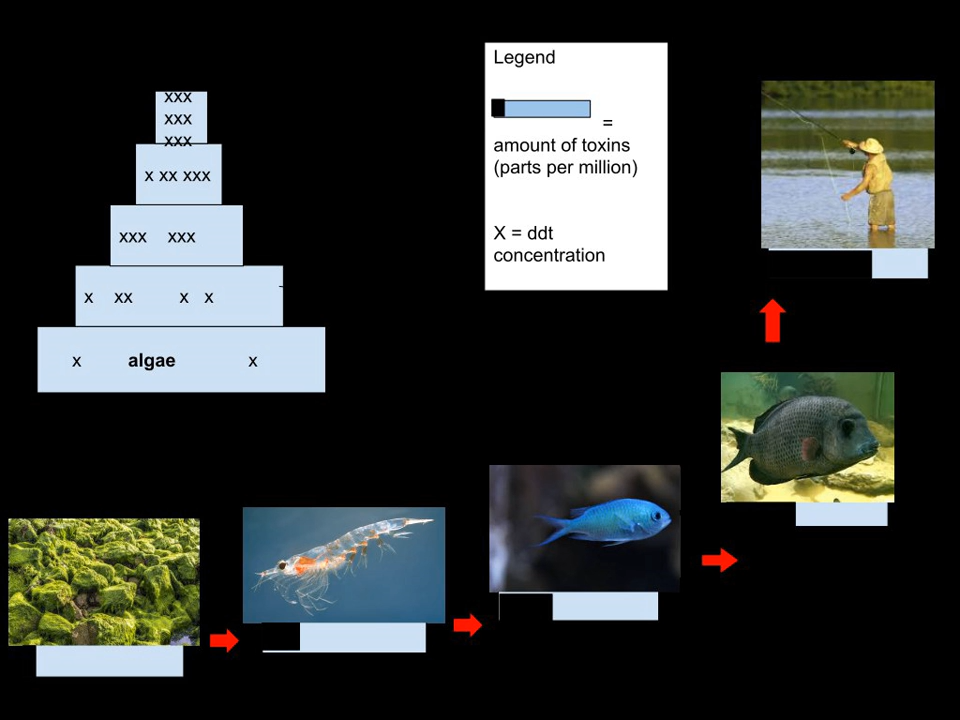 xxx
xxx
xxx
x xx xxx
xxx xxx
x xx x x
x algae x
Legend
=
amount of toxins
(parts per million)
X = ddt
concentration